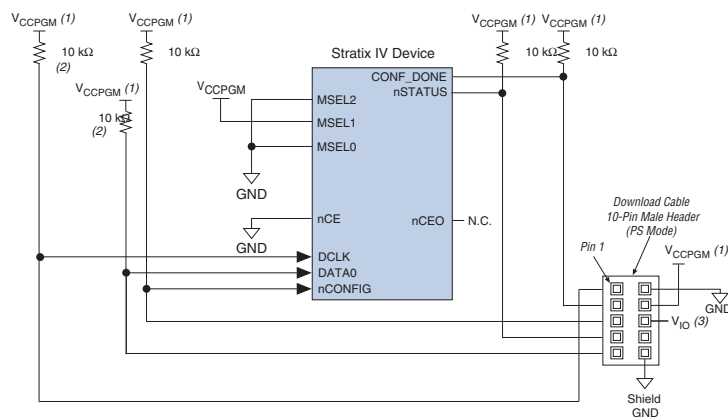 VCCPGM (1)
VCCPGM (1)
VCCPGM (1)
VCCPGM (1)
10 kΩ
(2)
10 kΩ
10 kΩ
10 kΩ
Stratix IV Device
VCCPGM (1)
10 kΩ
(2)
VCCPGM
CONF_DONE
nSTATUS
MSEL2
MSEL1
MSEL0
GND
nCE
GND
nCEO
N.C.
DCLK
DATA0
nCONFIG
Download Cable
10-Pin Male Header
(PS Mode)
Pin 1
VCCPGM (1)
GND
VIO (3)
Shield
GND